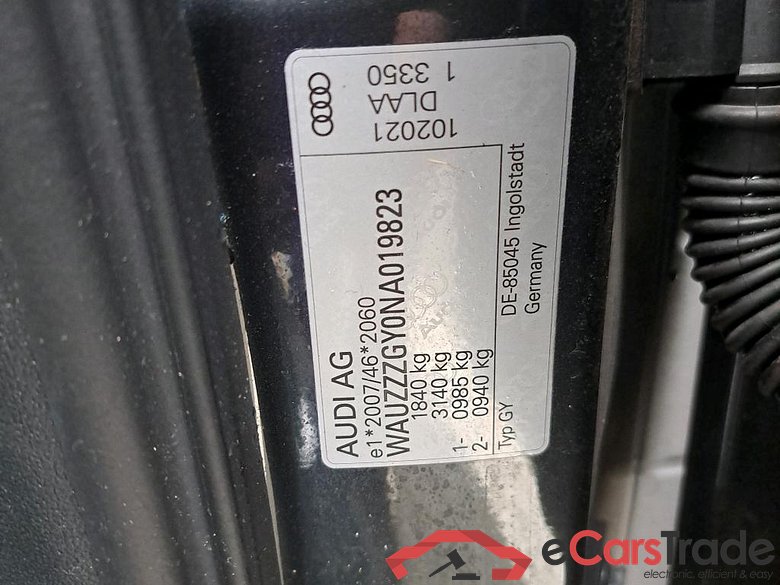 AUDI AG
e1*2007/46*2060
WAUZZZGY0NA019823
1840 kg
3140 kg
1- 0985 kg
2- 0940 kg
Typ GY
DE-85045 Ingolstadt
Germany
102021
DLAA
1 3350
eCarsTrade
electronic, efficient & easy